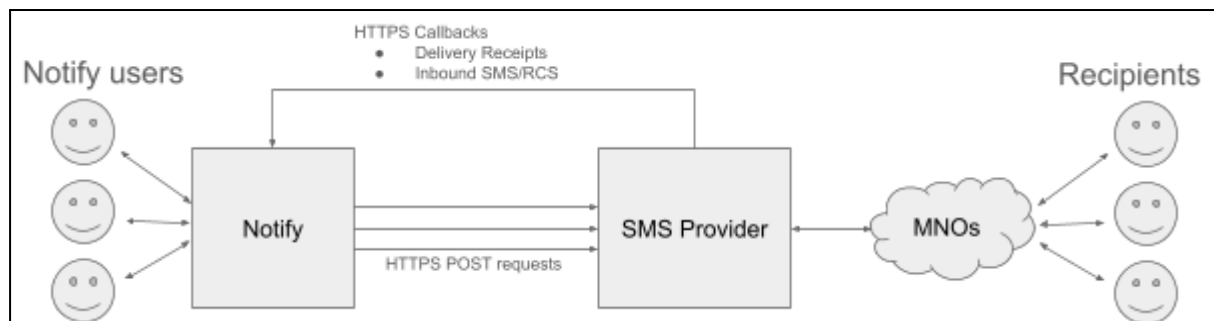 HTTPS Callbacks
● Delivery Receipts
● Inbound SMS/RCS
Notify users
Recipients
Notify
SMS Provider
MNOs
HTTPS POST requests